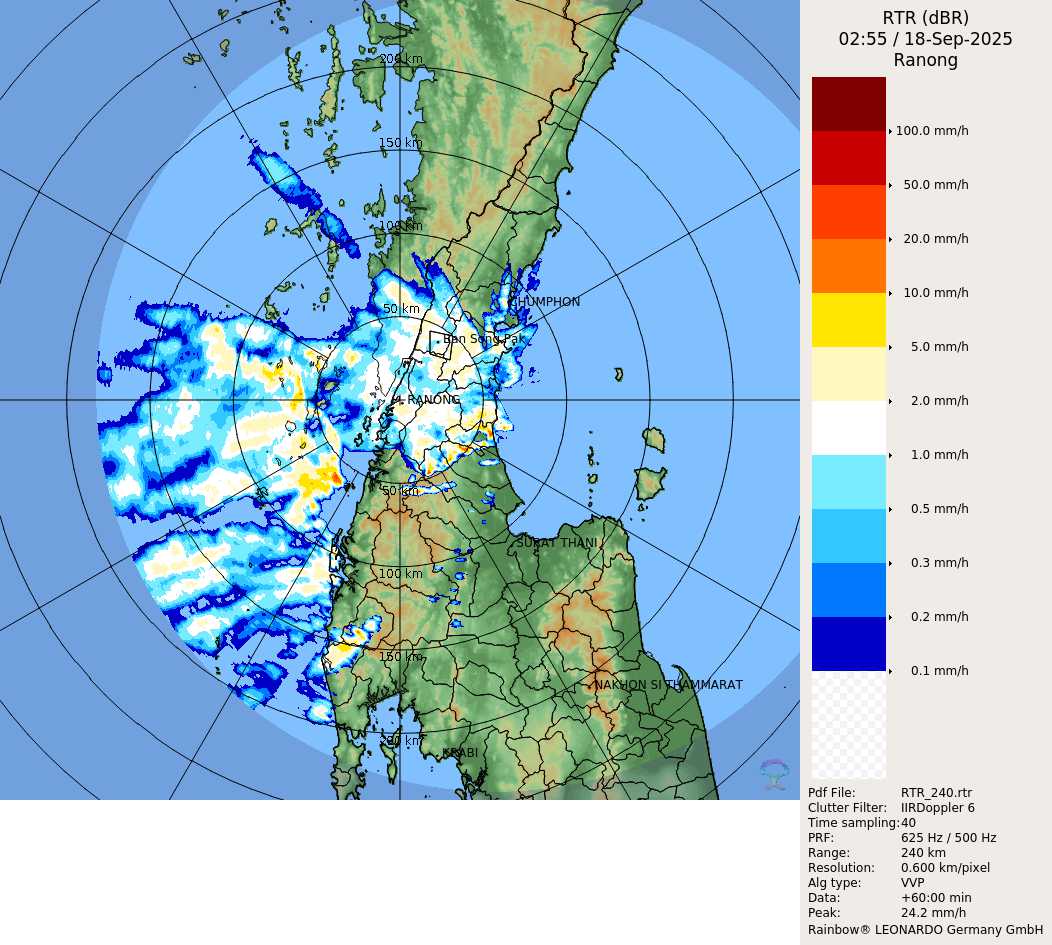 RTR (dBR)
02:55 / 18-Sep-2025
Ranong
100.0 mm/h
50.0 mm/h
20.0 mm/h
10.0 mm/h
5.0 mm/h
2.0 mm/h
1.0 mm/h
0.5 mm/h
0.3 mm/h
0.2 mm/h
0.1 mm/h
200 km
150 km
100 km
50 km
CHUMPHON
Ban Song Pak
RANONG
50 km
SURAT THANI
100 km
150 km
NAKHON SI THAMMARAT
200 km
KRABI
Pdf File: RTR_240.rtr
Clutter Filter: IIRDoppler 6
Time sampling: 40
PRF: 625 Hz / 500 Hz
Range: 240 km
Resolution: 0.600 km/pixel
Alg type: VVP
Data: +60:00 min
Peak: 24.2 mm/h
Rainbow® LEONARDO Germany GmbH